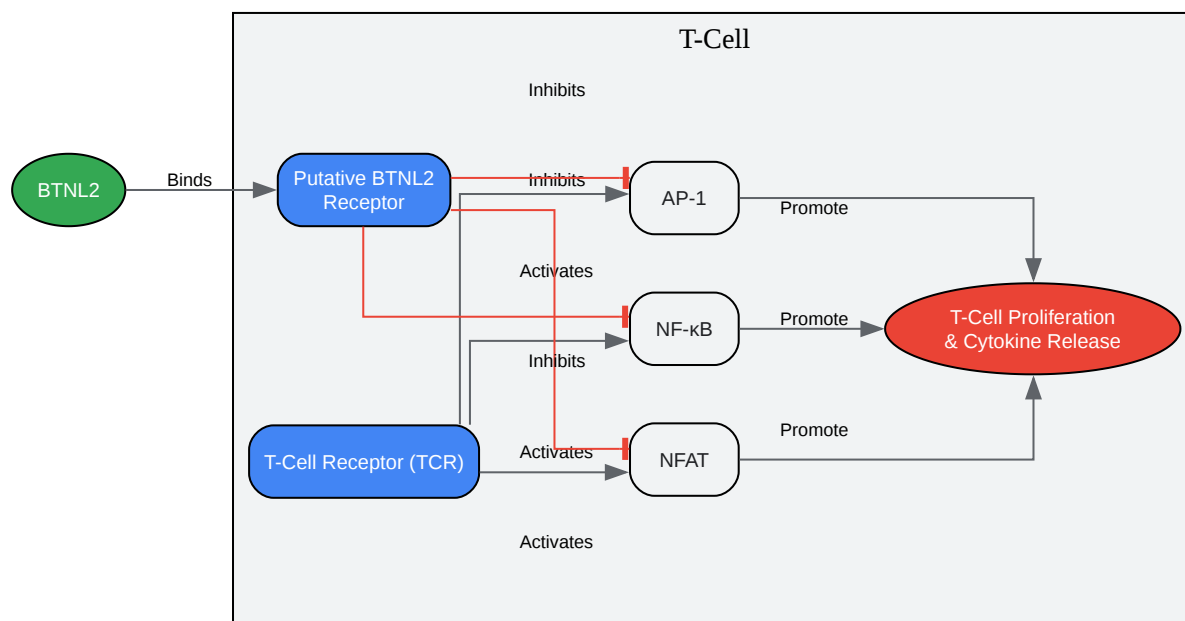 T-Cell
Inhibits
BTNL2
Binds
Putative BTNL2
Receptor
Inhibits
AP-1
Promote
Activates
NF-κB
Promote
T-Cell Proliferation
& Cytokine Release
Inhibits
T-Cell Receptor (TCR)
Activates
NFAT
Promote
Activates